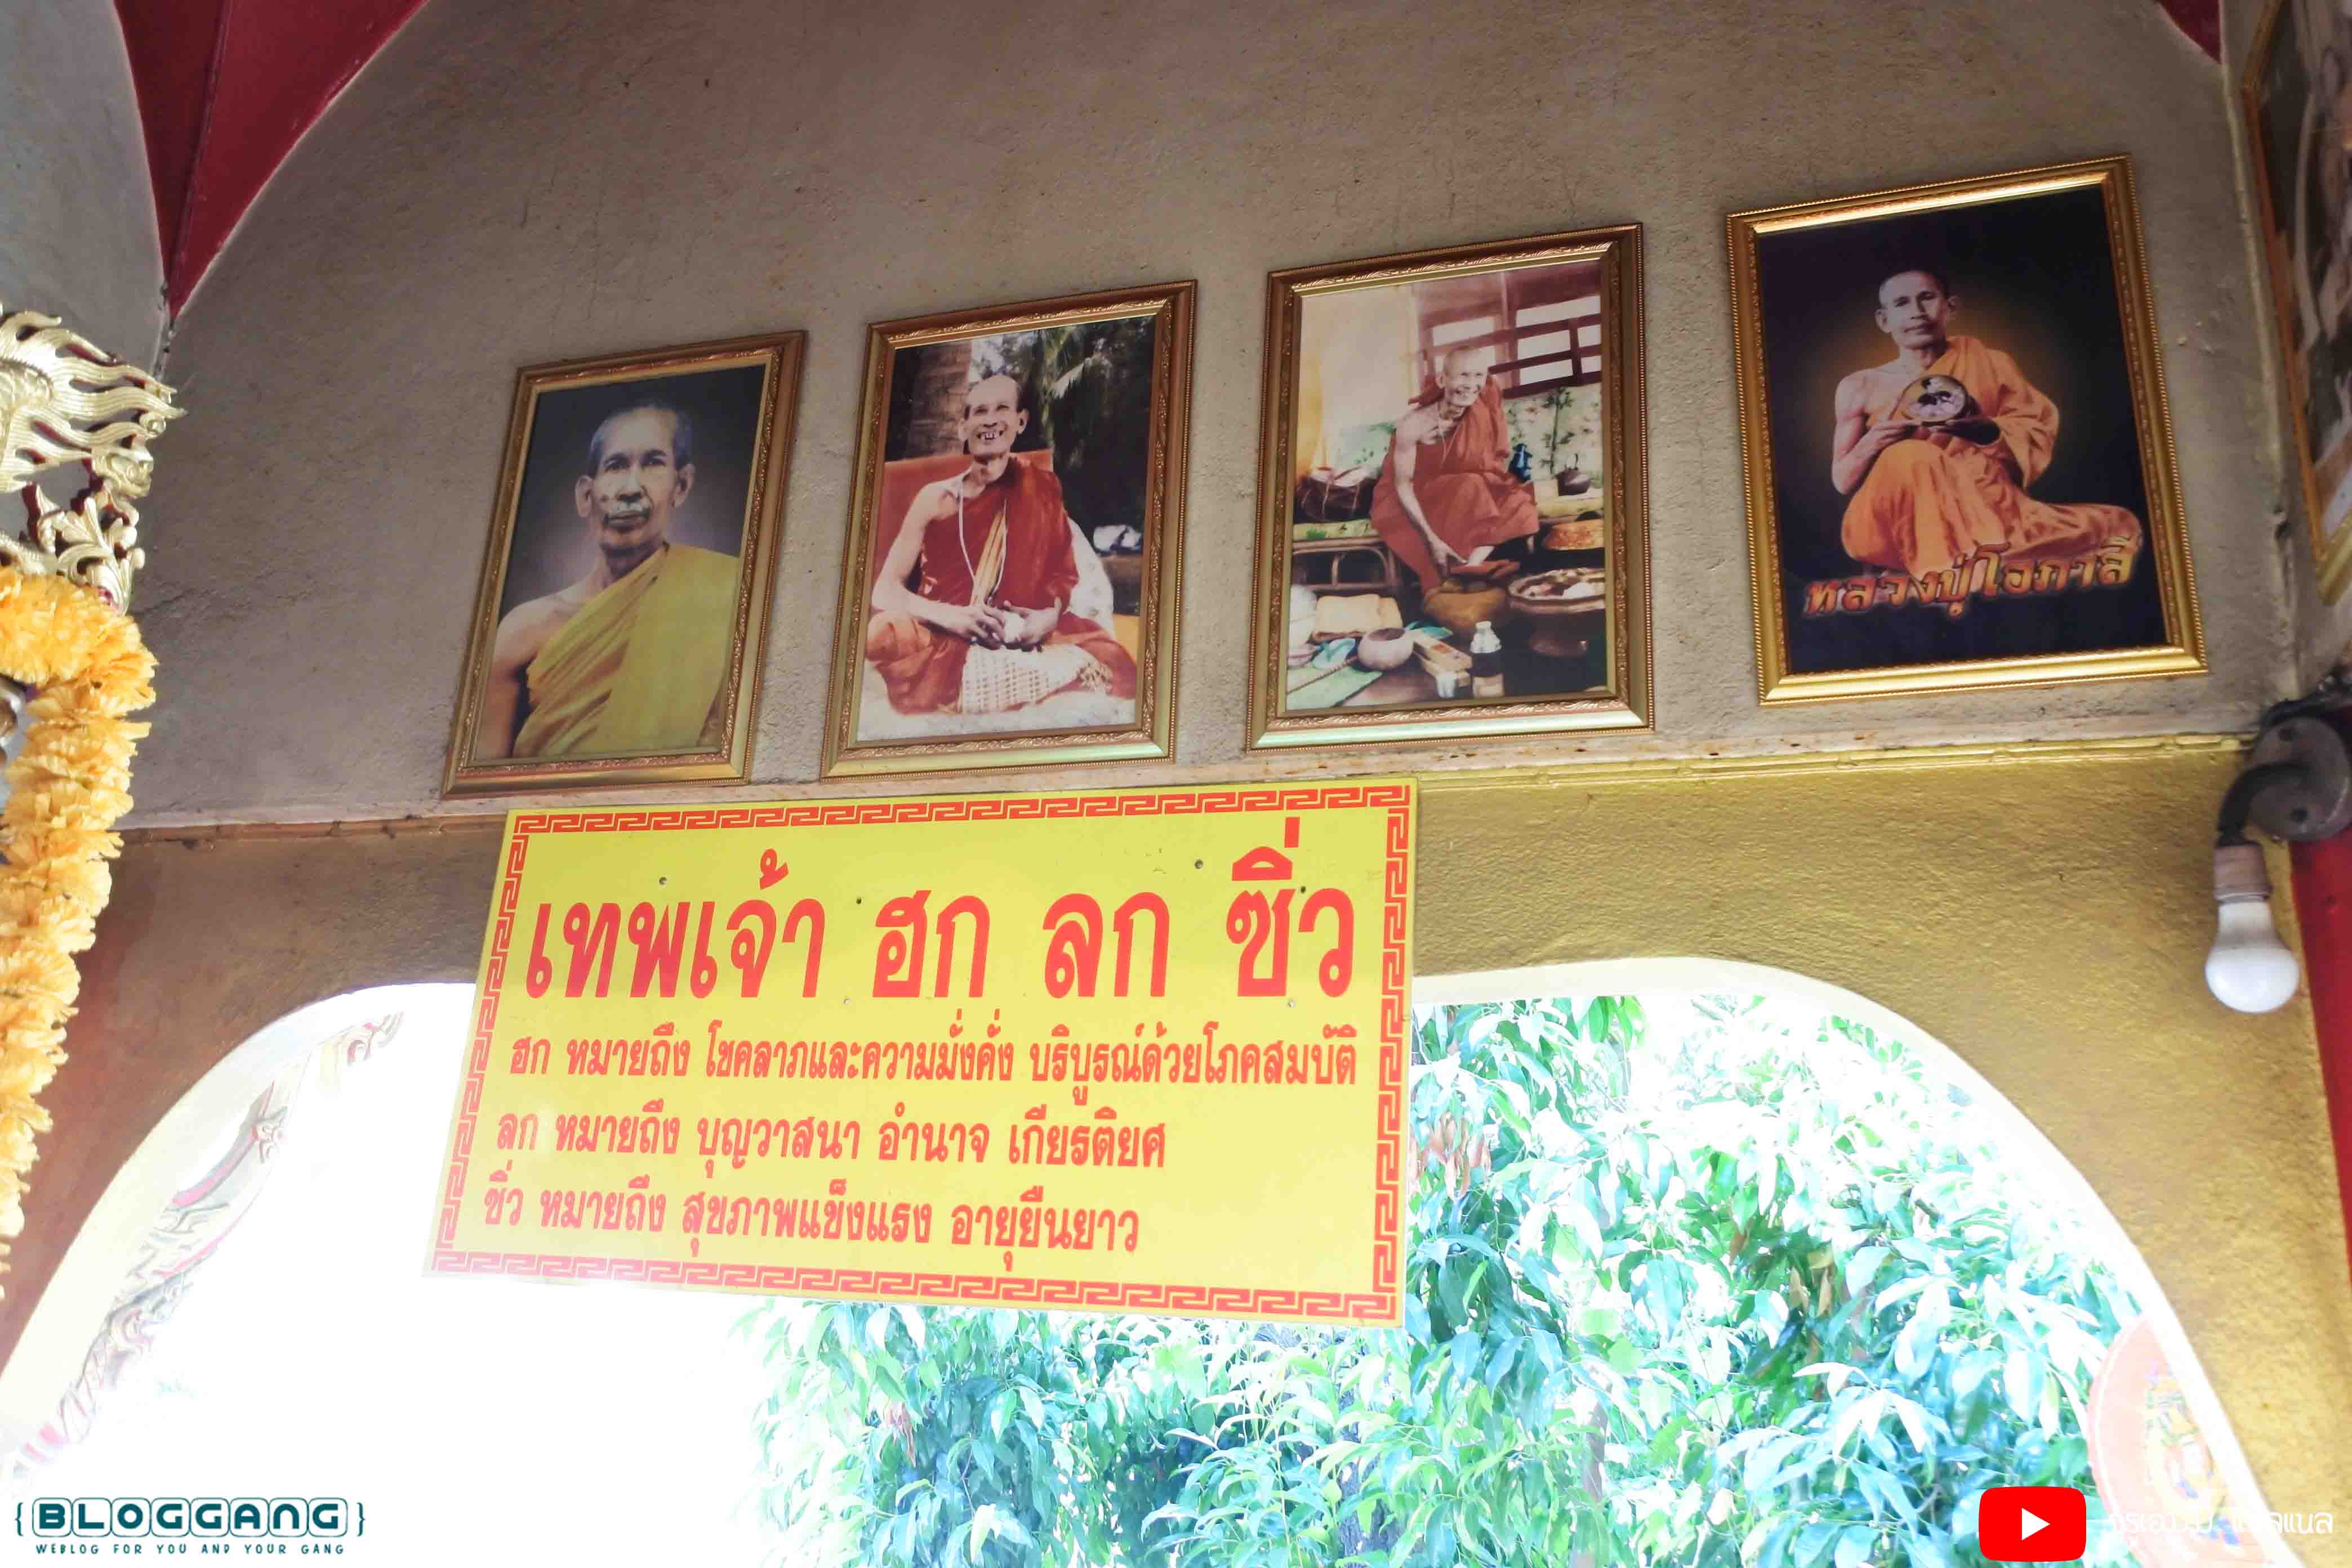 หลวงปู่โอภาสี
เทพเจ้า ฮก ลก ซิ่ว
ฮก หมายถึง โชคลาภและความมั่งคั่ง บริบูรณ์ด้วยโภคสมบัติ
ลก หมายถึง บุญวาสนา อำนาจ เกียรติยศ
ซิ่ว หมายถึง สุขภาพแข็งแรง อายุยืนยาว
{BLOGGANG}
WEBLOG FOR YOU AND YOUR GANG